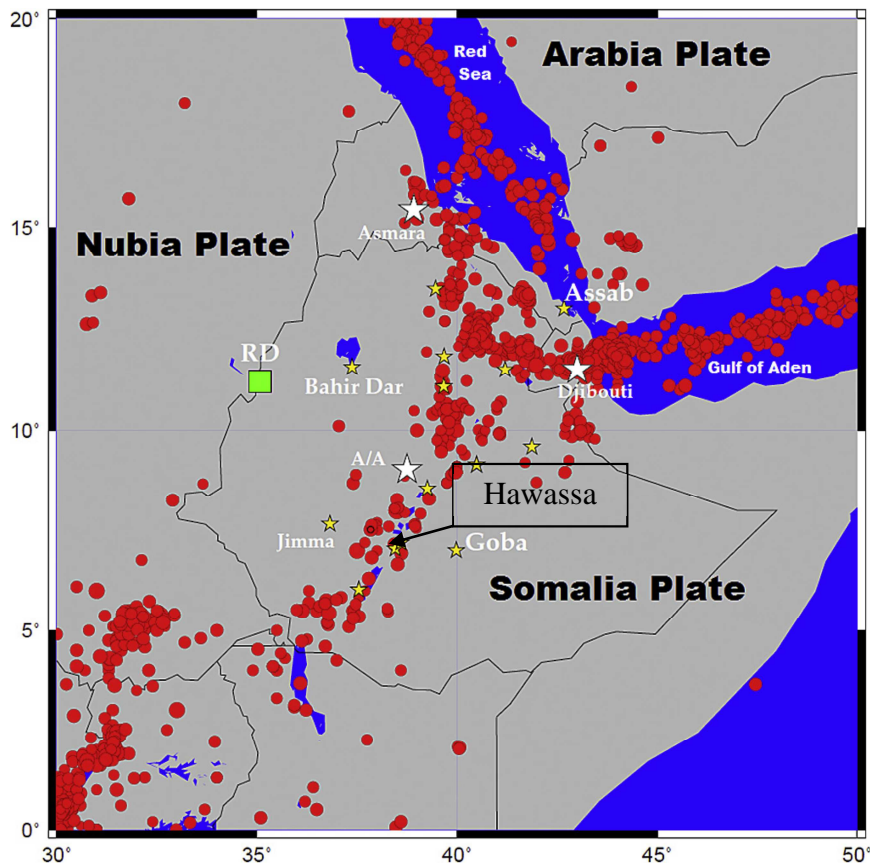 20°
Red
Sea
Arabia Plate
15°
Asmara
Nubia Plate
Assab
RD
Bahir Dar
Gulf of Aden
Djibouti
10°
A/A
Hawassa
Jimma
Goba
Somalia Plate
5°
0°
30°
35°
40°
45°
50°